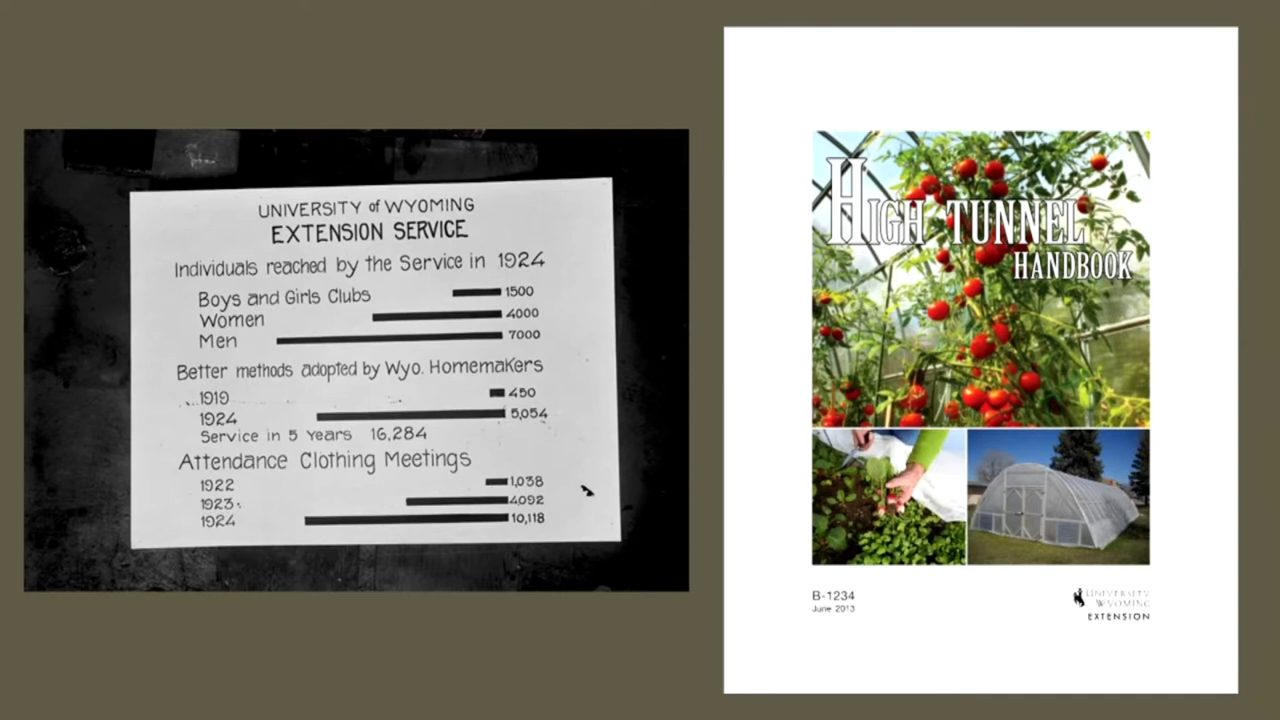 UNIVERSITY of WYOMING
EXTENSION SERVICE
Individuals reached by the Service in 1924
Boys and Girls Clubs 1500
Women 4000
Men 7000
Better methods adopted by Wyo. Homemakers
1919 450
1924 5,054
Service in 5 Years 16,284
Attendance Clothing Meetings
1922 1,038
1923 4,092
1924 10,118
HIGH TUNNEL
HANDBOOK
B-1234
June 2013
UNIVERSITY
WYOMING
EXTENSION